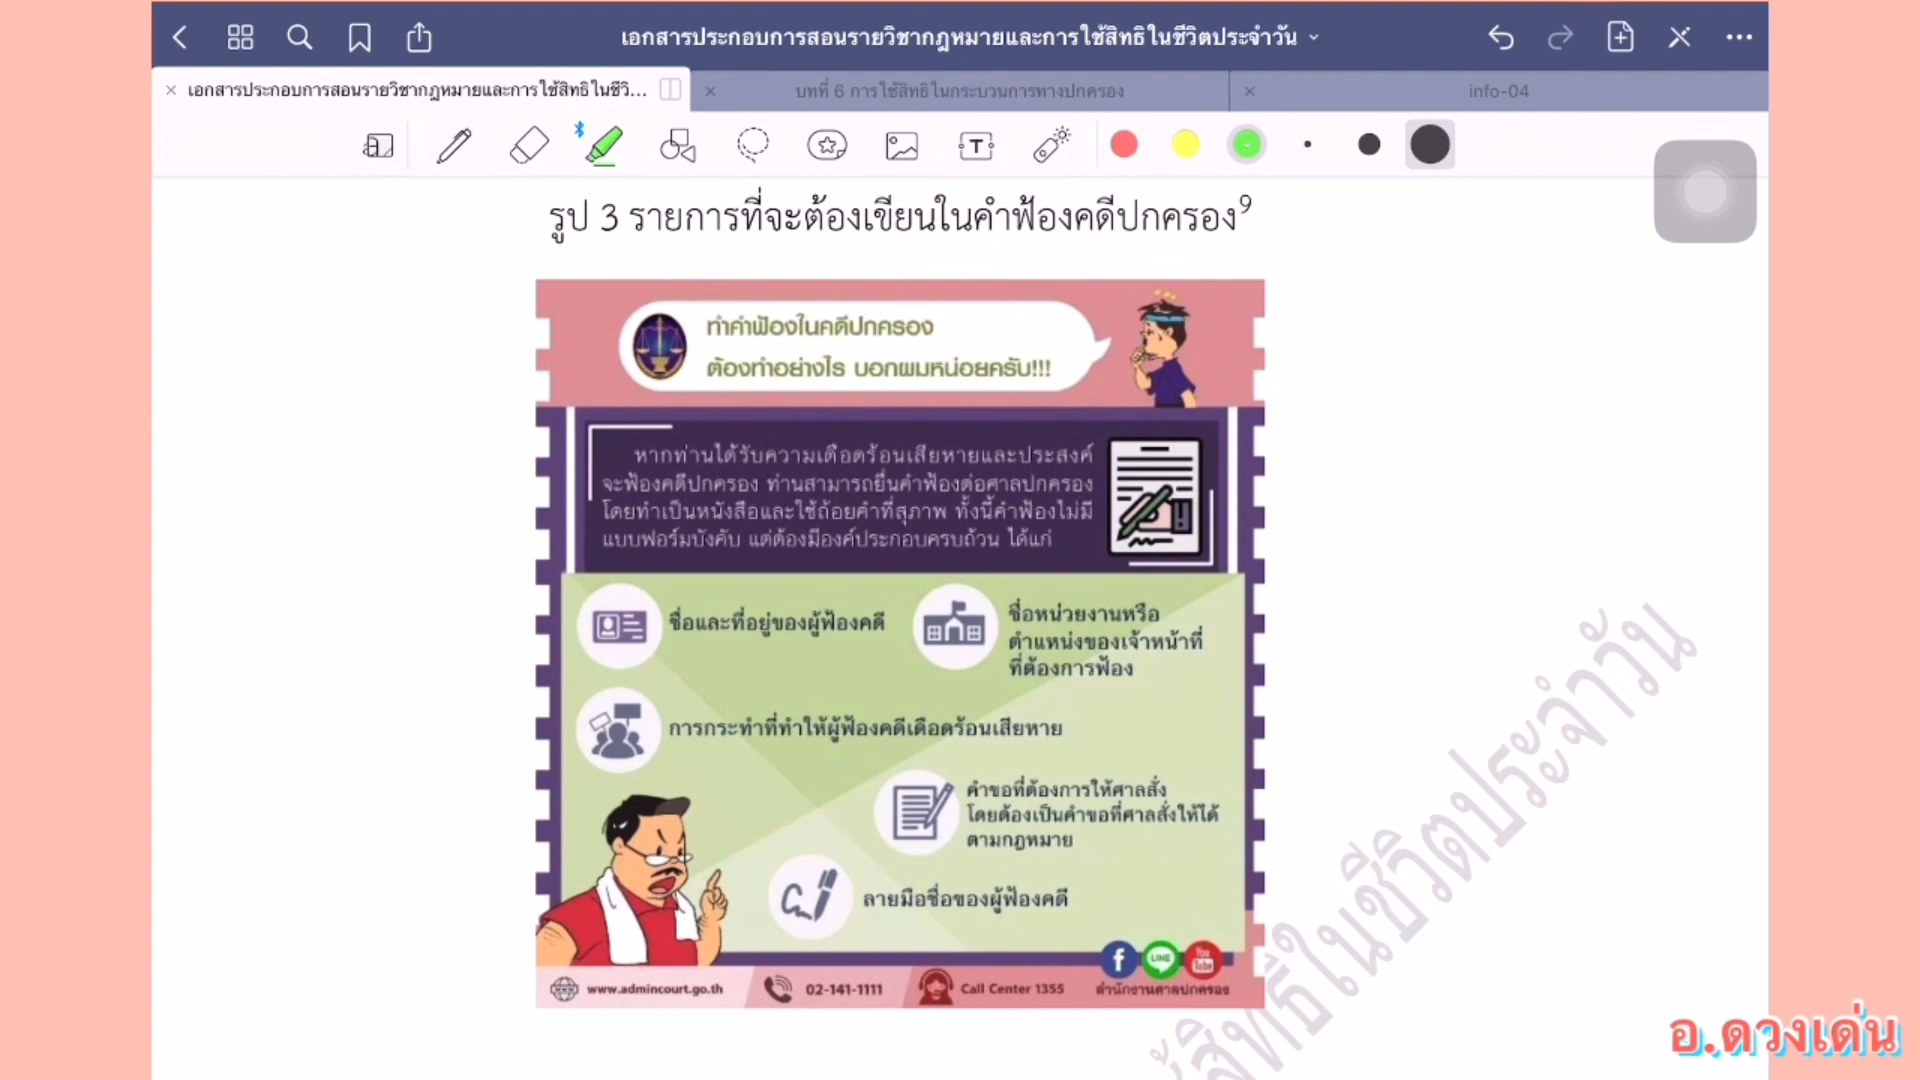 เอกสารประกอบการสอนรายวิชากฎหมายและการใช้สิทธิในชีวิตประจำวัน
เอกสารประกอบการสอนรายวิชากฎหมายและการใช้สิทธิในชีวิ...
บทที่ 6 การใช้สิทธิในกระบวนการทางปกครอง
info-04
รูป 3 รายการที่จะต้องเขียนในคำฟ้องคดีปกครอง⁹
ทำคำฟ้องในคดีปกครอง
ต้องทำอย่างไร บอกผมหน่อยครับ!!!
หากท่านได้รับความเดือดร้อนเสียหายและประสงค์
จะฟ้องคดีปกครอง ท่านสามารถยื่นคำฟ้องต่อศาลปกครอง
โดยทำเป็นหนังสือและใช้ถ้อยคำที่สุภาพ ทั้งนี้คำฟ้องไม่มี
แบบฟอร์มบังคับ แต่ต้องมีองค์ประกอบครบถ้วน ได้แก่
ชื่อและที่อยู่ของผู้ฟ้องคดี
ชื่อหน่วยงานหรือ
ตำแหน่งของเจ้าหน้าที่
ที่ต้องการฟ้อง
การกระทำที่ทำให้ผู้ฟ้องคดีเดือดร้อนเสียหาย
คำขอที่ต้องการให้ศาลสั่ง
โดยต้องเป็นคำขอที่ศาลสั่งให้ได้
ตามกฎหมาย
ลายมือชื่อของผู้ฟ้องคดี
LINE
You
Tube
www.admincourt.go.th
02-141-1111
Call Center 1355
สำนักงานศาลปกครอง
ช้สิทธิในชีวิตประจำวัน
อ.ดวงเด่น